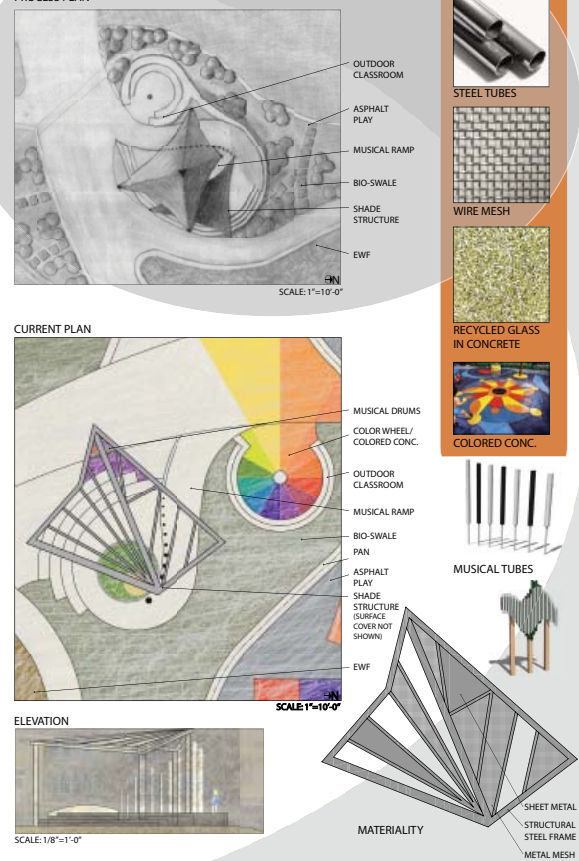 PROCESS PLAN
OUTDOOR
CLASSROOM
ASPHALT
PLAY
MUSICAL RAMP
BIO-SWALE
SHADE
STRUCTURE
EWF
N
SCALE: 1"=10'-0"
STEEL TUBES
WIRE MESH
RECYCLED GLASS
IN CONCRETE
COLORED CONC.
CURRENT PLAN
MUSICAL DRUMS
COLOR WHEEL/
COLORED CONC.
OUTDOOR
CLASSROOM
MUSICAL RAMP
BIO-SWALE
PAN
ASPHALT
PLAY
SHADE
STRUCTURE
(SURFACE
COVER NOT
SHOWN)
EWF
N
SCALE: 1"=10'-0"
MUSICAL TUBES
ELEVATION
SCALE: 1/8"=1'-0"
MATERIALITY
SHEET METAL
STRUCTURAL
STEEL FRAME
METAL MESH